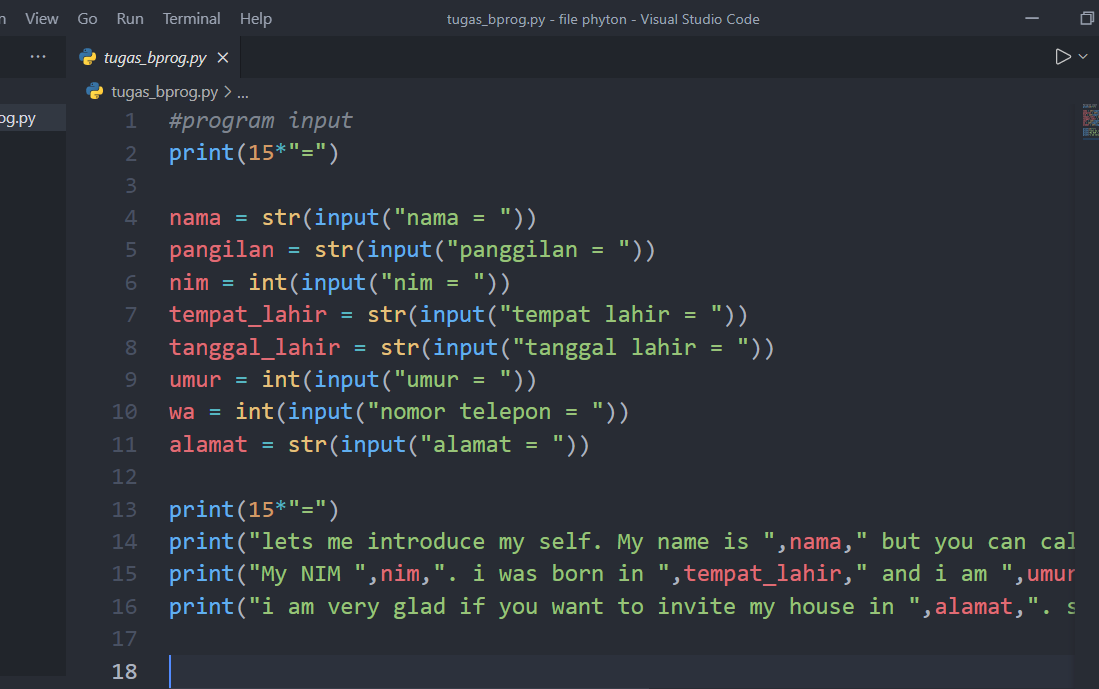 View Go Run Terminal Help tugas_bprog.py - file phyton - Visual Studio Code
... tugas_bprog.py
tugas_bprog.py > ...
og.py
1 #program input
2 print(15*"=")
3
4 nama = str(input("nama = "))
5 pangilan = str(input("panggilan = "))
6 nim = int(input("nim = "))
7 tempat_lahir = str(input("tempat lahir = "))
8 tanggal_lahir = str(input("tanggal lahir = "))
9 umur = int(input("umur = "))
10 wa = int(input("nomor telepon = "))
11 alamat = str(input("alamat = "))
12
13 print(15*"=")
14 print("lets me introduce my self. My name is ",nama," but you can cal
15 print("My NIM ",nim,". i was born in ",tempat_lahir," and i am ",umur
16 print("i am very glad if you want to invite my house in ",alamat,". s
17
18